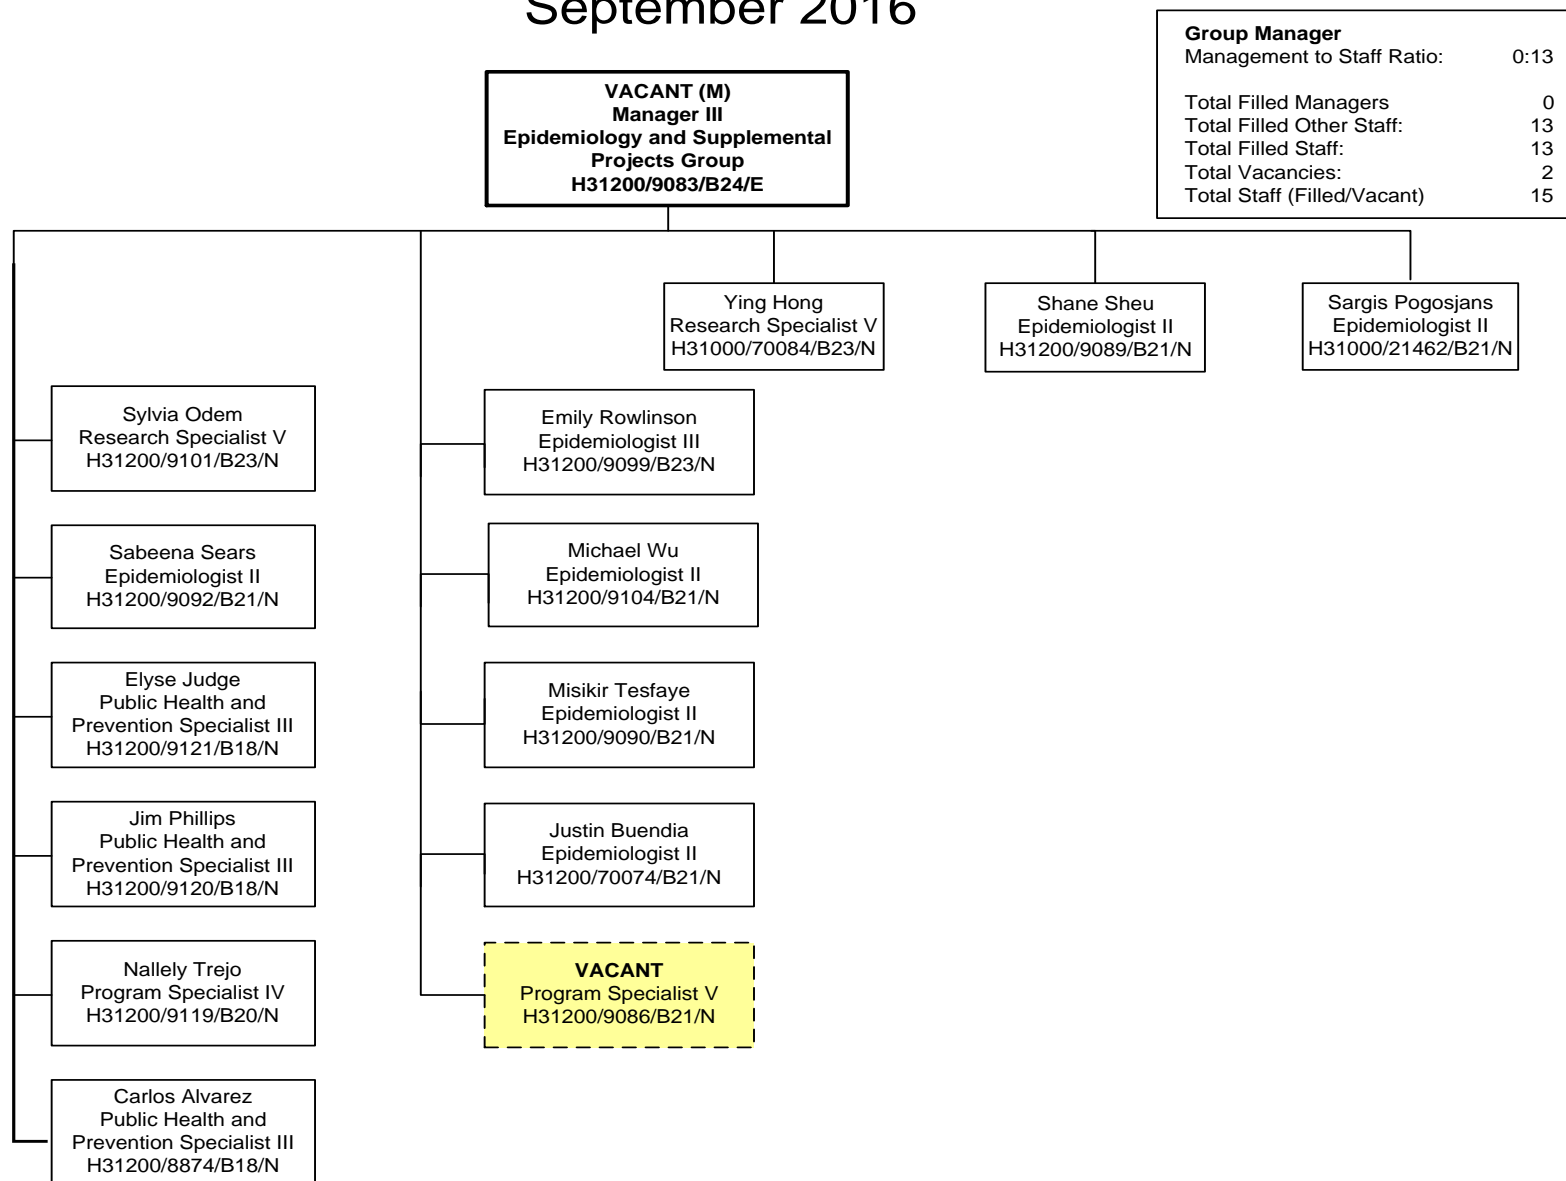 September 2016
Group Manager
Management to Staff Ratio: 0:13
Total Filled Managers 0
Total Filled Other Staff: 13
Total Filled Staff: 13
Total Vacancies: 2
Total Staff (Filled/Vacant) 15
VACANT (M)
Manager III
Epidemiology and Supplemental
Projects Group
H31200/9083/B24/E
Ying Hong
Research Specialist V
H31000/70084/B23/N
Shane Sheu
Epidemiologist II
H31200/9089/B21/N
Sargis Pogosjans
Epidemiologist II
H31000/21462/B21/N
Sylvia Odem
Research Specialist V
H31200/9101/B23/N
Sabeena Sears
Epidemiologist II
H31200/9092/B21/N
Elyse Judge
Public Health and
Prevention Specialist III
H31200/9121/B18/N
Jim Phillips
Public Health and
Prevention Specialist III
H31200/9120/B18/N
Nallely Trejo
Program Specialist IV
H31200/9119/B20/N
Carlos Alvarez
Public Health and
Prevention Specialist III
H31200/8874/B18/N
Emily Rowlinson
Epidemiologist III
H31200/9099/B23/N
Michael Wu
Epidemiologist II
H31200/9104/B21/N
Misikir Tesfaye
Epidemiologist II
H31200/9090/B21/N
Justin Buendia
Epidemiologist II
H31200/70074/B21/N
VACANT
Program Specialist V
H31200/9086/B21/N